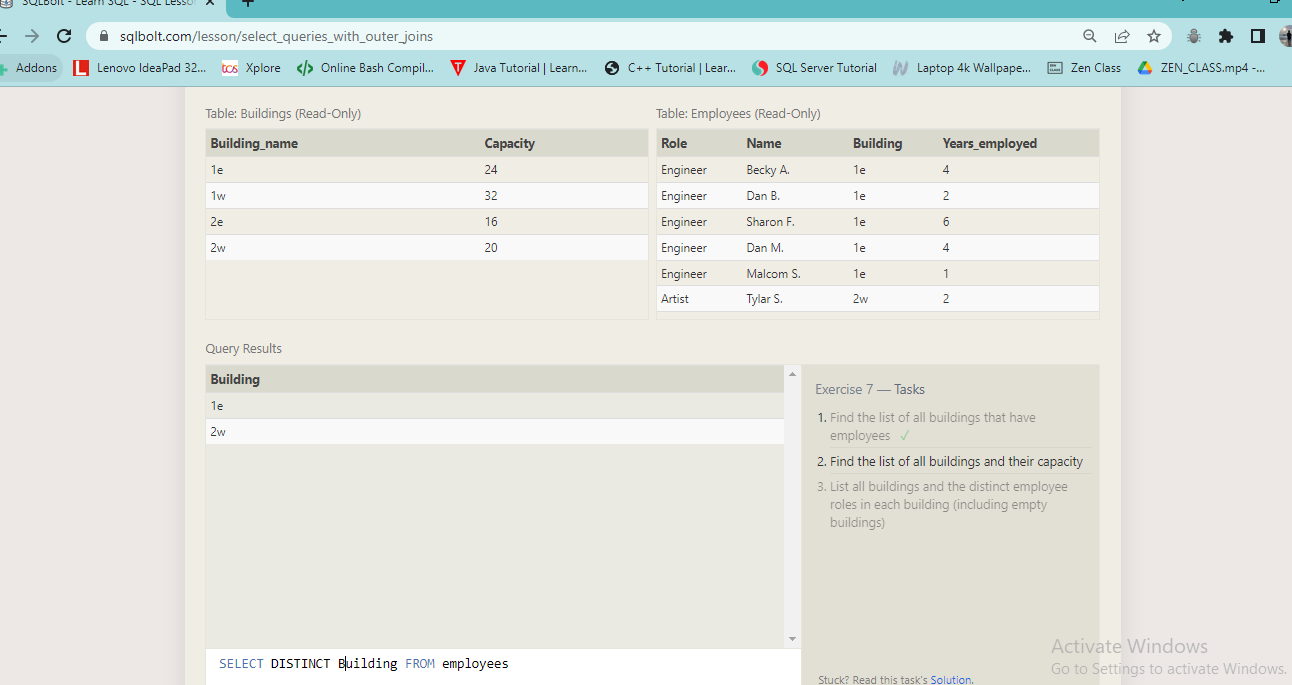 SQLBolt - Learn SQL - SQL Lesso
sqlbolt.com/lesson/select_queries_with_outer_joins
Addons Lenovo IdeaPad 32... tcs Xplore Online Bash Compil... Java Tutorial | Learn... C++ Tutorial | Lear... SQL Server Tutorial Laptop 4k Wallpape... Zen Class ZEN_CLASS.mp4 -...
Table: Buildings (Read-Only)
Building_name Capacity
1e 24
1w 32
2e 16
2w 20
Table: Employees (Read-Only)
Role Name Building Years_employed
Engineer Becky A. 1e 4
Engineer Dan B. 1e 2
Engineer Sharon F. 1e 6
Engineer Dan M. 1e 4
Engineer Malcom S. 1e 1
Artist Tylar S. 2w 2
Query Results
Building
1e
2w
SELECT DISTINCT Building FROM employees
Exercise 7 — Tasks
1. Find the list of all buildings that have
employees ✓
2. Find the list of all buildings and their capacity
3. List all buildings and the distinct employee
roles in each building (including empty
buildings)
Stuck? Read this task's Solution.
Activate Windows
Go to Settings to activate Windows.